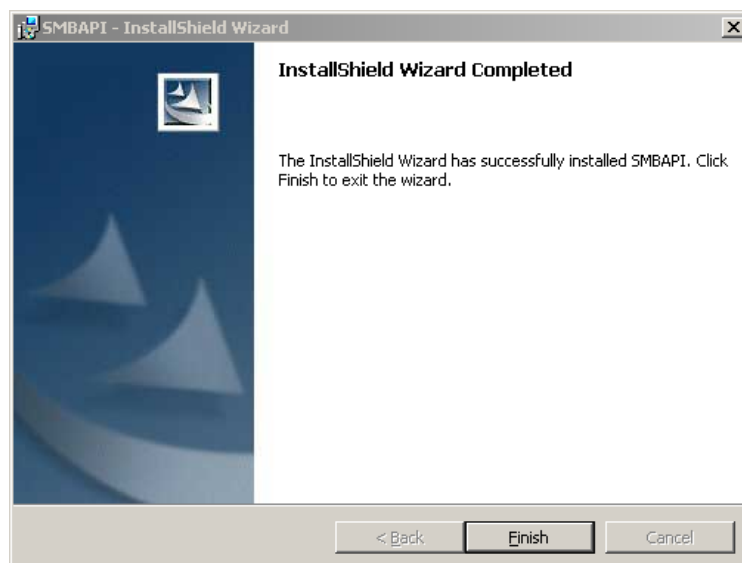 SMBAPI - InstallShield Wizard
InstallShield Wizard Completed
The InstallShield Wizard has successfully installed SMBAPI. Click
Finish to exit the wizard.
< Back
Finish
Cancel